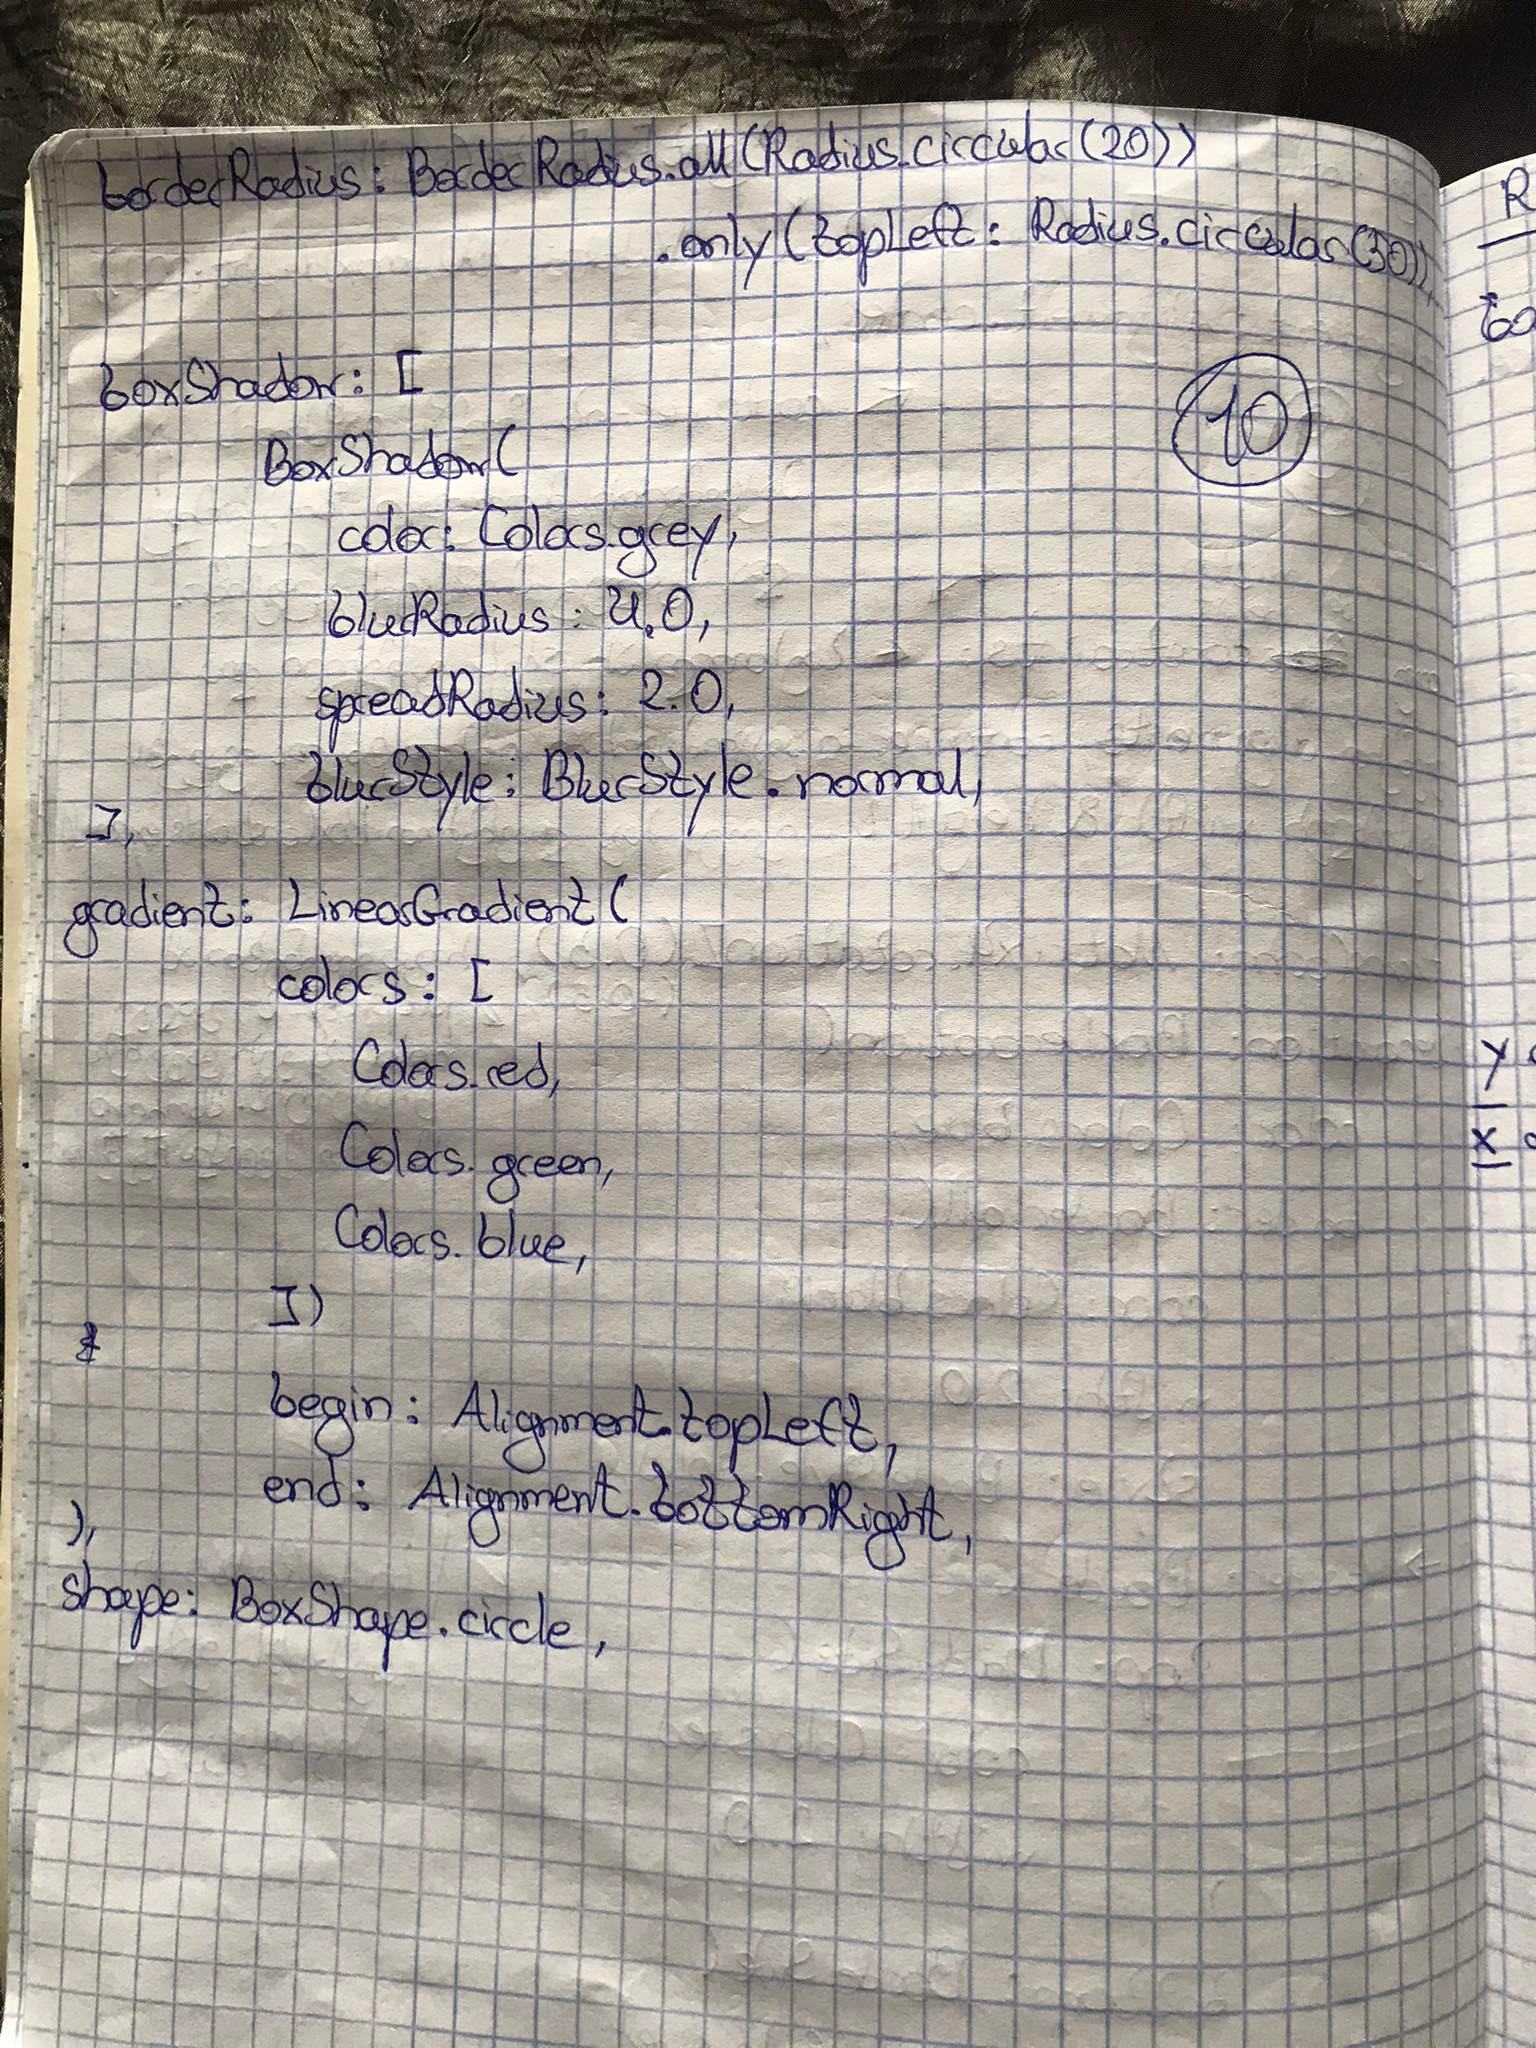 borderRadius: BorderRadius.all(Radius.circular(20))
.only(topLeft: Radius.circular(30)),
boxShadow: [
10
BoxShadow(
color: Colors.grey,
blurRadius: 4.0,
spreadRadius: 2.0,
blurStyle: BlurStyle.normal,
],
gradient: LinearGradient(
colors: [
Colors.red,
Colors.green,
Colors.blue,
])
begin: Alignment.topLeft,
end: Alignment.bottomRight,
),
shape: BoxShape.circle,
R
bo
y
x